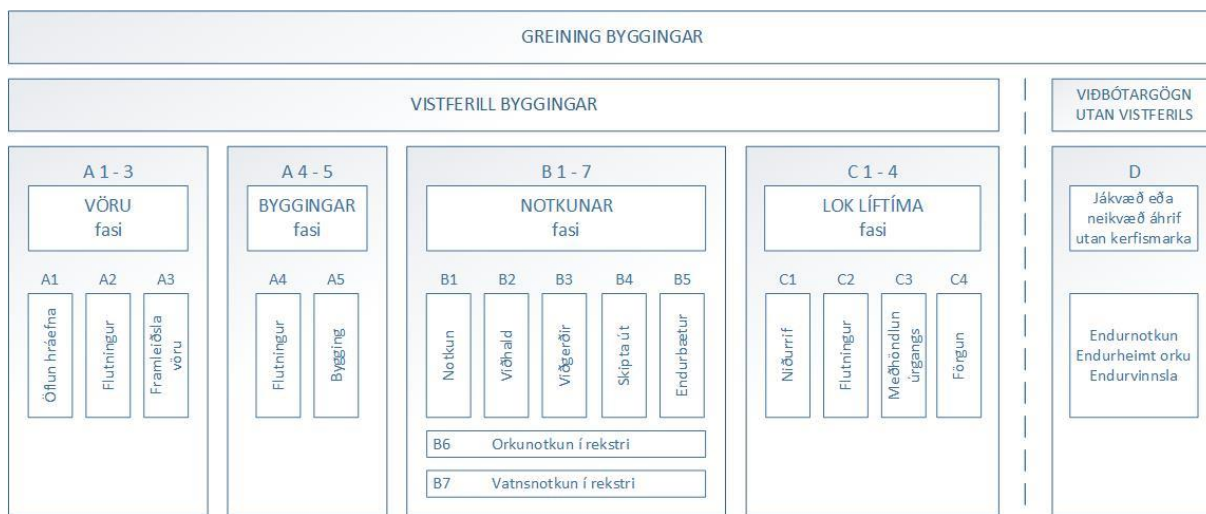 GREINING BYGGINGAR
VISTFERILL BYGGINGAR
VIÐBÓTARGÖGN
UTAN VISTFERILS
A 1 - 3
VÖRU
fasi
A1
A2
A3
Öflun hráefna
Flutningur
Framleiðsla
vöru
A 4 - 5
BYGGINGAR
fasi
A4
A5
Flutningur
Bygging
B 1 - 7
NOTKUNAR
fasi
B1
B2
B3
B4
B5
Notkun
Viðhald
Viðgerðir
Skipta út
Endurbætur
B6 Orkunotkun í rekstri
B7 Vatnsnotkun í rekstri
C 1 - 4
LOK LÍFTÍMA
fasi
C1
C2
C3
C4
Niðurrif
Flutningur
Meðhöndlun
úrgangs
Förgun
D
Jákvæð eða
neikvæð áhrif
utan kerfismarka
Endurnotkun
Endurheimt orku
Endurvinnsla